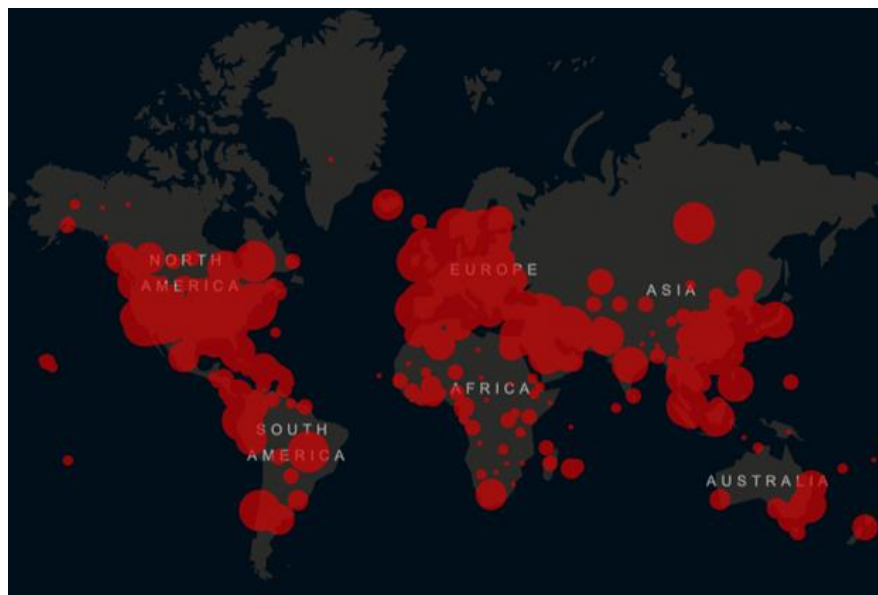 NORTH
AMERICA
EUROPE
ASIA
AFRICA
SOUTH
AMERICA
AUSTRALIA